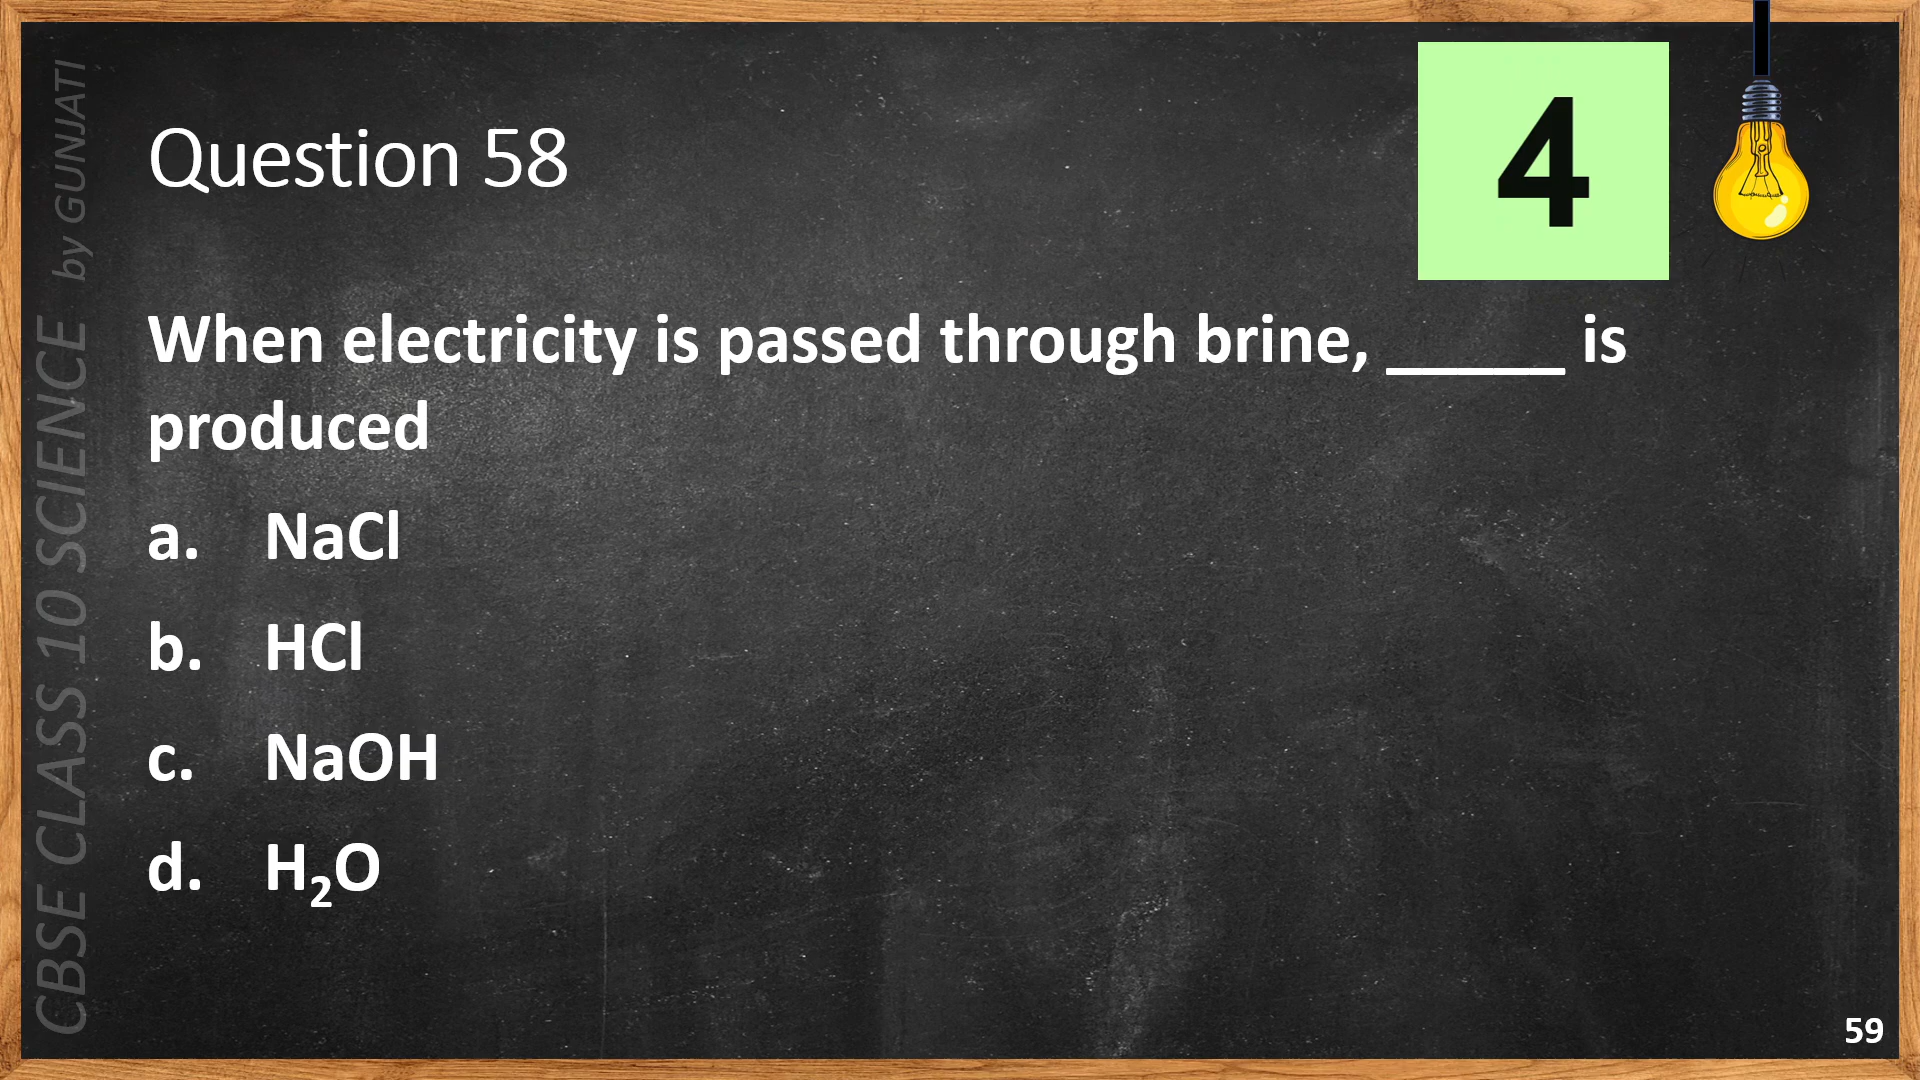 CBSE CLASS 10 SCIENCE by GUNJATI
Question 58
4
When electricity is passed through brine, _____ is
produced
a. NaCl
b. HCl
c. NaOH
d. H₂O
59